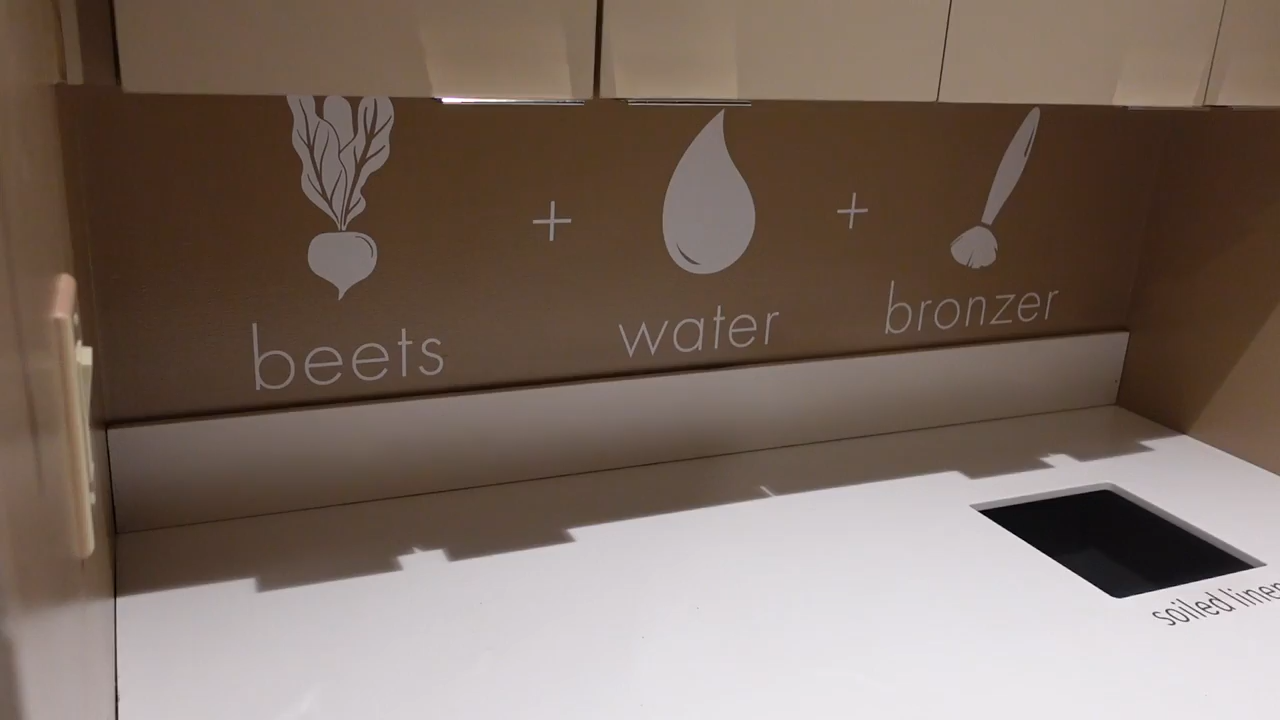 beets + water + bronzer
soiled linen